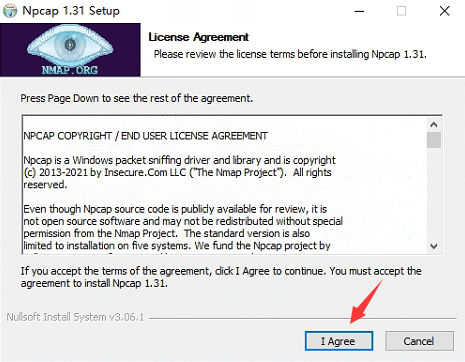 Npcap 1.31 Setup
NMAP.ORG
License Agreement
Please review the license terms before installing Npcap 1.31.
Press Page Down to see the rest of the agreement.
NPCAP COPYRIGHT / END USER LICENSE AGREEMENT
Npcap is a Windows packet sniffing driver and library and is copyright
(c) 2013-2021 by Insecure.Com LLC ("The Nmap Project").  All rights
reserved.
Even though Npcap source code is publicly available for review, it is
not open source software and may not be redistributed without special
permission from the Nmap Project.  The standard version is also
limited to installation on five systems. We fund the Npcap project by
If you accept the terms of the agreement, click I Agree to continue. You must accept the
agreement to install Npcap 1.31.
Nullsoft Install System v3.06.1
I Agree
Cancel